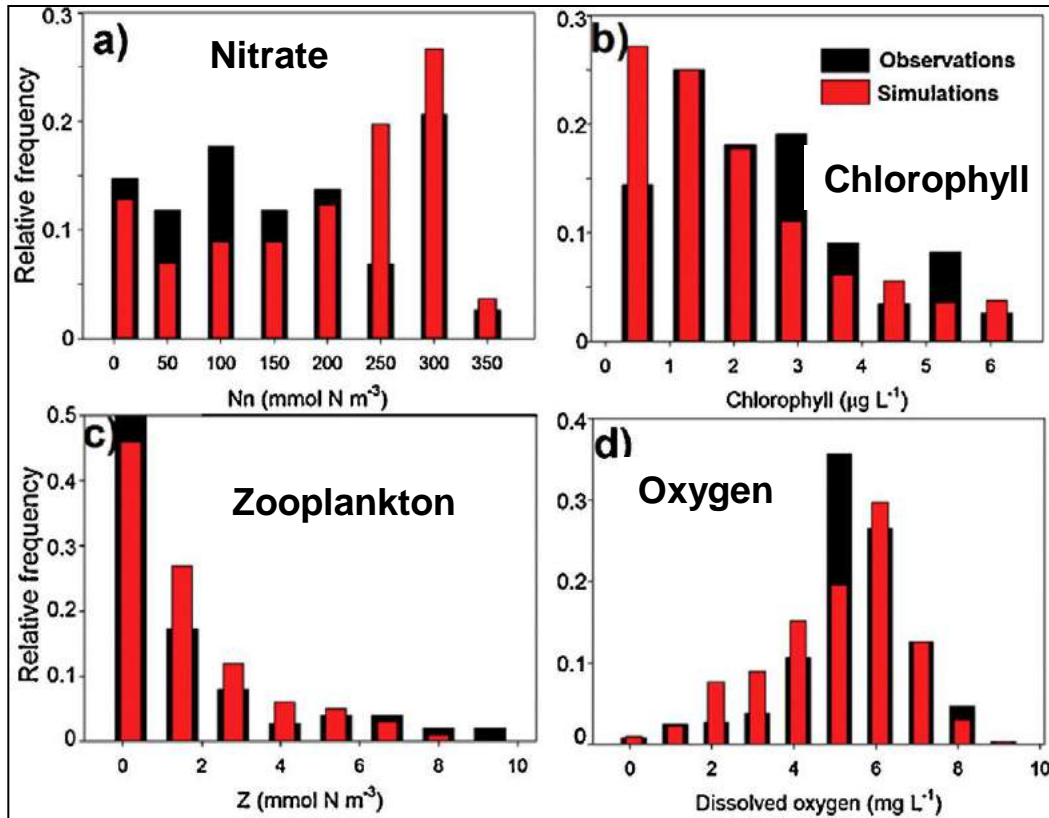 a)
Nitrate
Relative frequency
0.3
0.2
0.1
0
0 50 100 150 200 250 300 350
Nn (mmol N m⁻³)
b)
Observations
Simulations
Chlorophyll
0.3
0.2
0.1
0
0 1 2 3 4 5 6
Chlorophyll (µg L⁻¹)
c)
Zooplankton
Relative frequency
0.5
0.4
0.3
0.2
0.1
0
0 2 4 6 8 10
Z (mmol N m⁻³)
d)
Oxygen
0.4
0.3
0.2
0.1
0
0 2 4 6 8 10
Dissolved oxygen (mg L⁻¹)